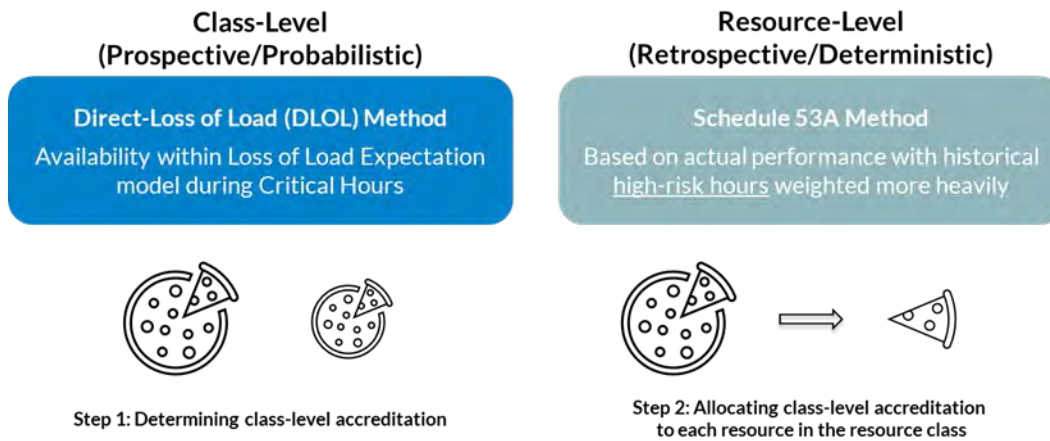 Class-Level
(Prospective/Probabilistic)
Direct-Loss of Load (DLOL) Method
Availability within Loss of Load Expectation
model during Critical Hours
Step 1: Determining class-level accreditation
Resource-Level
(Retrospective/Deterministic)
Schedule 53A Method
Based on actual performance with historical
high-risk hours weighted more heavily
Step 2: Allocating class-level accreditation
to each resource in the resource class